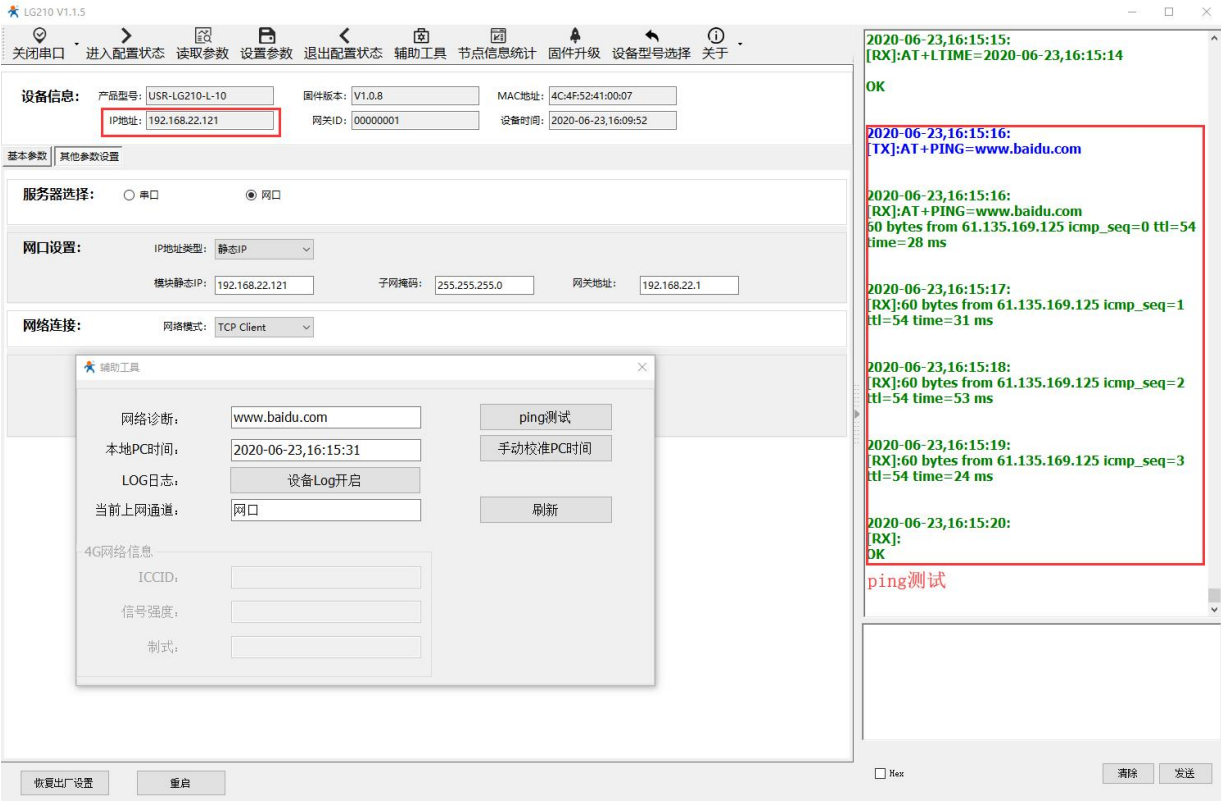 LG210 V1.1.5
关闭串口 进入配置状态 读取参数 设置参数 退出配置状态 辅助工具 节点信息统计 固件升级 设备型号选择 关于
设备信息: 产品型号: USR-LG210-L-10 固件版本: V1.0.8 MAC地址: 4C:4F:52:41:00:07
IP地址: 192.168.22.121 网关ID: 00000001 设备时间: 2020-06-23,16:09:52
基本参数 其他参数设置
服务器选择: 串口 网口
网口设置: IP地址类型: 静态IP
模块静态IP: 192.168.22.121 子网掩码: 255.255.255.0 网关地址: 192.168.22.1
网络连接: 网络模式: TCP Client
辅助工具
网络诊断: www.baidu.com ping测试
本地PC时间: 2020-06-23,16:15:31 手动校准PC时间
LOG日志: 设备Log开启
当前上网通道: 网口 刷新
4G网络信息
ICCID:
信号强度:
制式:
恢复出厂设置 重启
2020-06-23,16:15:15:
[RX]:AT+LTIME=2020-06-23,16:15:14
OK
2020-06-23,16:15:16:
[TX]:AT+PING=www.baidu.com
2020-06-23,16:15:16:
[RX]:AT+PING=www.baidu.com
60 bytes from 61.135.169.125 icmp_seq=0 ttl=54
time=28 ms
2020-06-23,16:15:17:
[RX]:60 bytes from 61.135.169.125 icmp_seq=1
ttl=54 time=31 ms
2020-06-23,16:15:18:
[RX]:60 bytes from 61.135.169.125 icmp_seq=2
ttl=54 time=53 ms
2020-06-23,16:15:19:
[RX]:60 bytes from 61.135.169.125 icmp_seq=3
ttl=54 time=24 ms
2020-06-23,16:15:20:
[RX]:
OK
ping测试
Hex 清除 发送